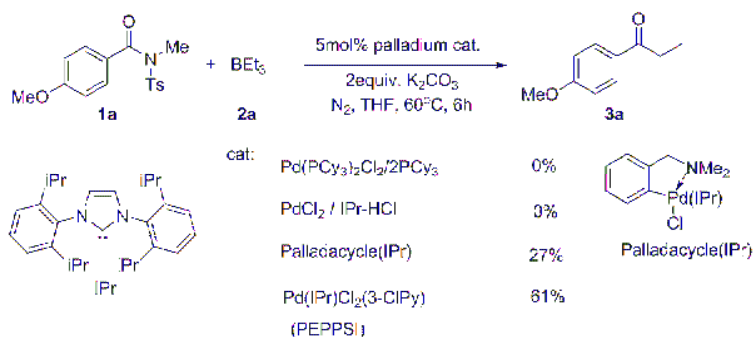 O
Me
N
Ts
MeO
1a
+
BEt3
2a
5mol% palladium cat.
2equiv. K2CO3
N2, THF, 60°C, 6h
O
MeO
3a
cat:
Pd(PCy3)2Cl2/2PCy3 0%
PdCl2 / IPr-HCl 0%
Palladacycle(IPr) 27%
Pd(IPr)Cl2(3-ClPy) 61%
(PEPPSI)
iPr
iPr
N
N
iPr
iPr
IPr
NMe2
Pd(IPr)
Cl
Palladacycle(IPr)